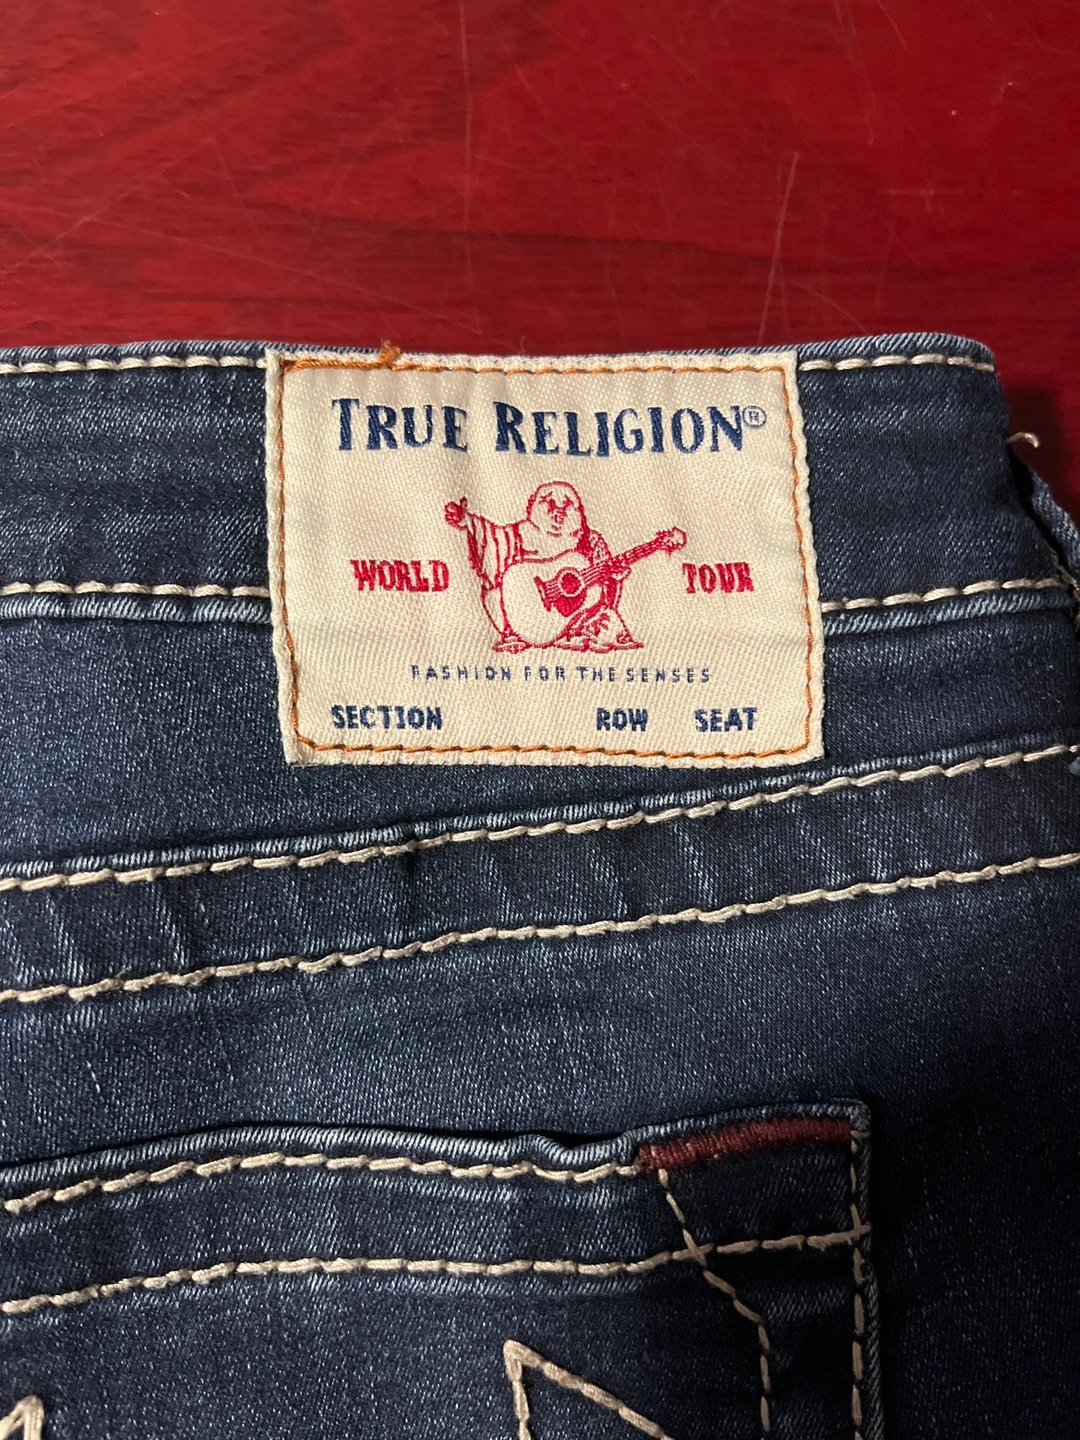 TRUE RELIGION®
WORLD TOUR
FASHION FOR THE SENSES
SECTION ROW SEAT